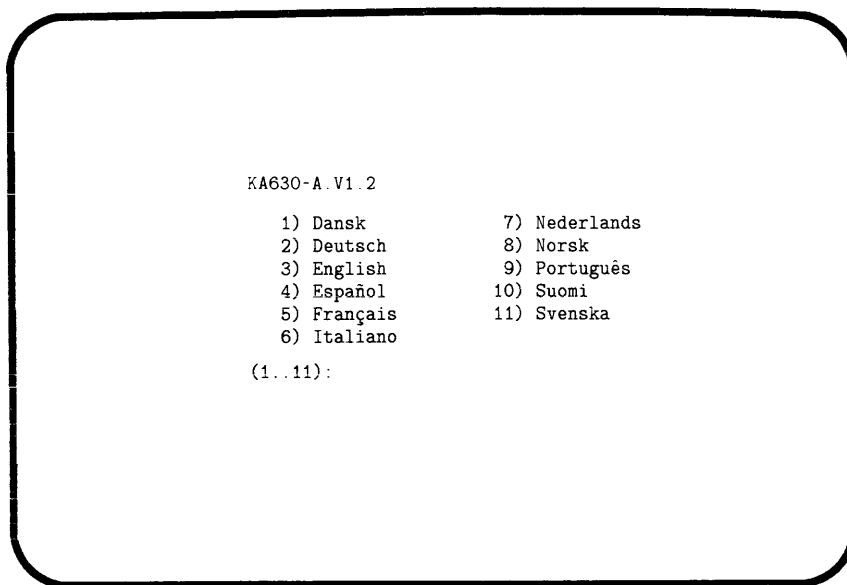 KA630-A.V1.2
1) Dansk 7) Nederlands
2) Deutsch 8) Norsk
3) English 9) Português
4) Español 10) Suomi
5) Français 11) Svenska
6) Italiano
(1..11):